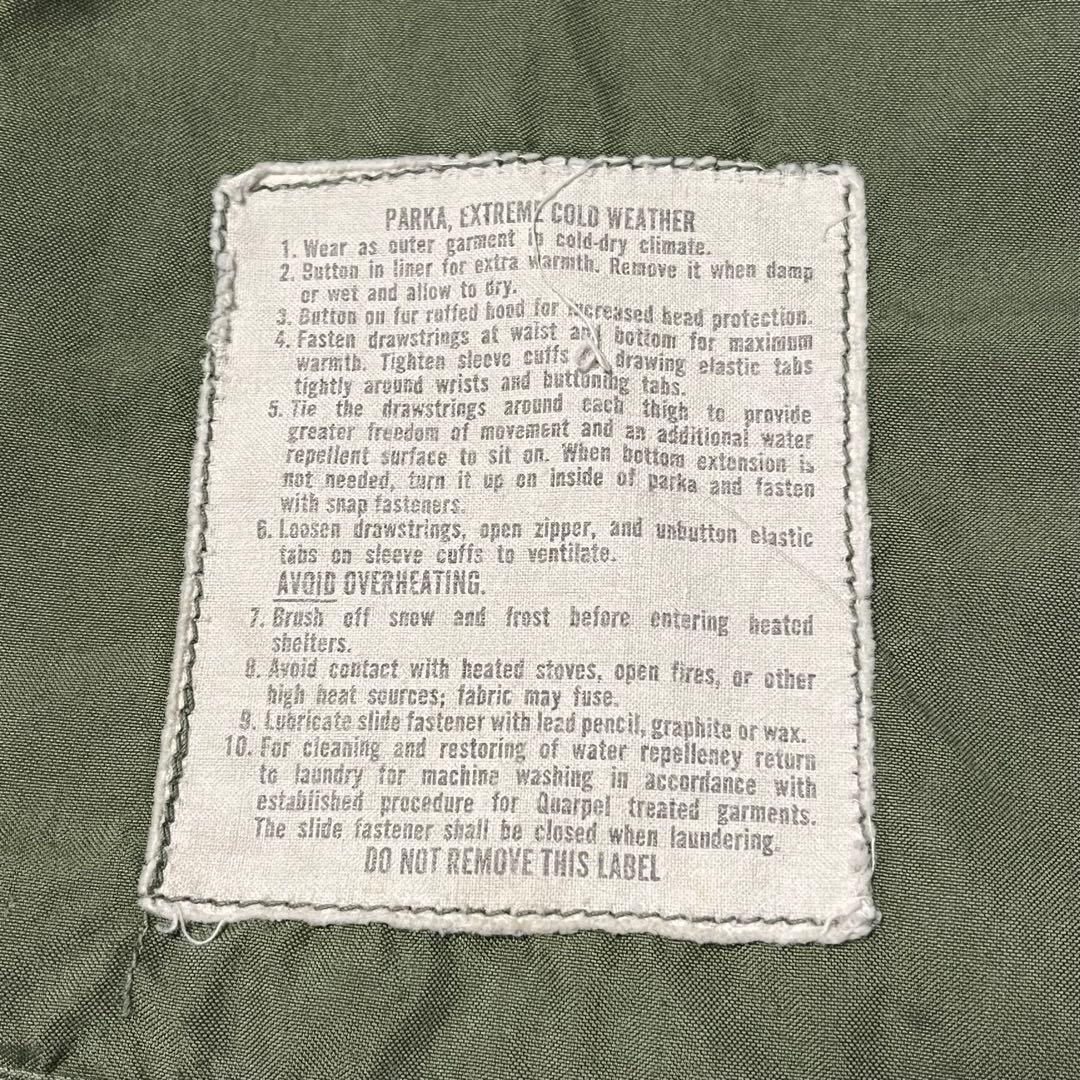 PARKA, EXTREME COLD WEATHER
1. Wear as outer garment in cold-dry climate.
2. Button in liner for extra warmth. Remove it when damp
or wet and allow to dry.
3. Button on fur ruffed hood for increased head protection.
4. Fasten drawstrings at waist and bottom for maximum
warmth. Tighten sleeve cuffs drawing elastic tabs
tightly around wrists and buttoning tabs.
5. Tie the drawstrings around each thigh to provide
greater freedom of movement and an additional water
repellent surface to sit on. When bottom extension is
not needed, turn it up on inside of parka and fasten
with snap fasteners.
6. Loosen drawstrings, open zipper, and unbutton elastic
tabs on sleeve cuffs to ventilate.
AVOID OVERHEATING.
7. Brush off snow and frost before entering heated
shelters.
8. Avoid contact with heated stoves, open fires, or other
high heat sources; fabric may fuse.
9. Lubricate slide fastener with lead pencil, graphite or wax.
10. For cleaning and restoring of water repellency return
to laundry for machine washing in accordance with
established procedure for Quarpel treated garments.
The slide fastener shall be closed when laundering.
DO NOT REMOVE THIS LABEL